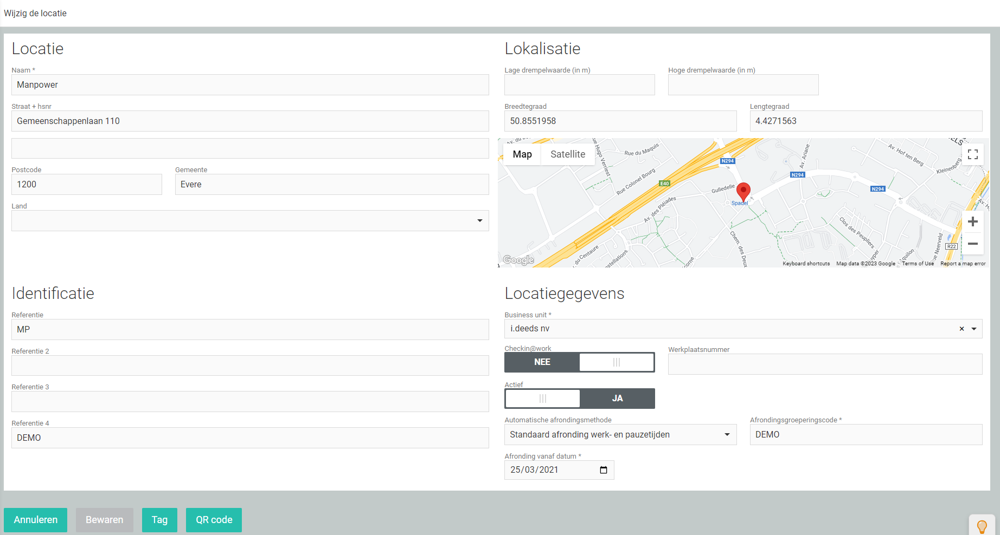 Wijzig de locatie
Locatie
Naam *
Manpower
Straat + hsnr
Gemeenschappenlaan 110
Postcode
Gemeente
1200
Evere
Land
Lokalisatie
Lage drempelwaarde (in m)
Hoge drempelwaarde (in m)
Breedtegraad
Lengtegraad
50.8551958
4.4271563
Map
Satellite
Rue du Maquis
Rue Colonel Bourg
E40
N294
Av. Ariane
N294
N294
Av. Hof ten Berg
Kleinenberg
Gulledelle
Spadel
Av. des Pléiades
Chem. des Deux
Clos des Peupliers
R22
du Centaure
Google
Keyboard shortcuts
Map data ©2023 Google
Terms of Use
Report a map error
Identificatie
Referentie
MP
Referentie 2
Referentie 3
Referentie 4
DEMO
Locatiegegevens
Business unit *
i.deeds nv
Checkin@work
Werkplaatsnummer
NEE
Actief
JA
Automatische afrondingsmethode
Afrondingsgroeperingscode *
Standaard afronding werk- en pauzetijden
DEMO
Afronding vanaf datum *
25/03/2021
Annuleren
Bewaren
Tag
QR code